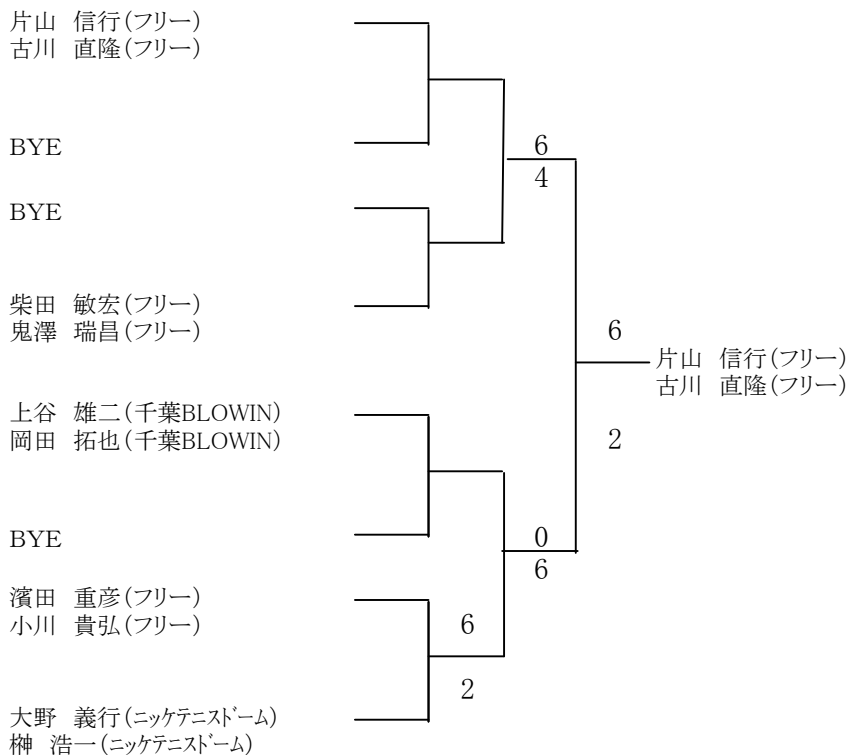 片山 信行(フリー)
古川 直隆(フリー)
BYE
6
4
BYE
柴田 敏宏(フリー)
鬼澤 瑞昌(フリー)
6
片山 信行(フリー)
古川 直隆(フリー)
上谷 雄二(千葉BLOWIN)
岡田 拓也(千葉BLOWIN)
2
BYE
0
6
濱田 重彦(フリー)
小川 貴弘(フリー)
6
2
大野 義行(ニッケテニスドーム)
榊 浩一(ニッケテニスドーム)